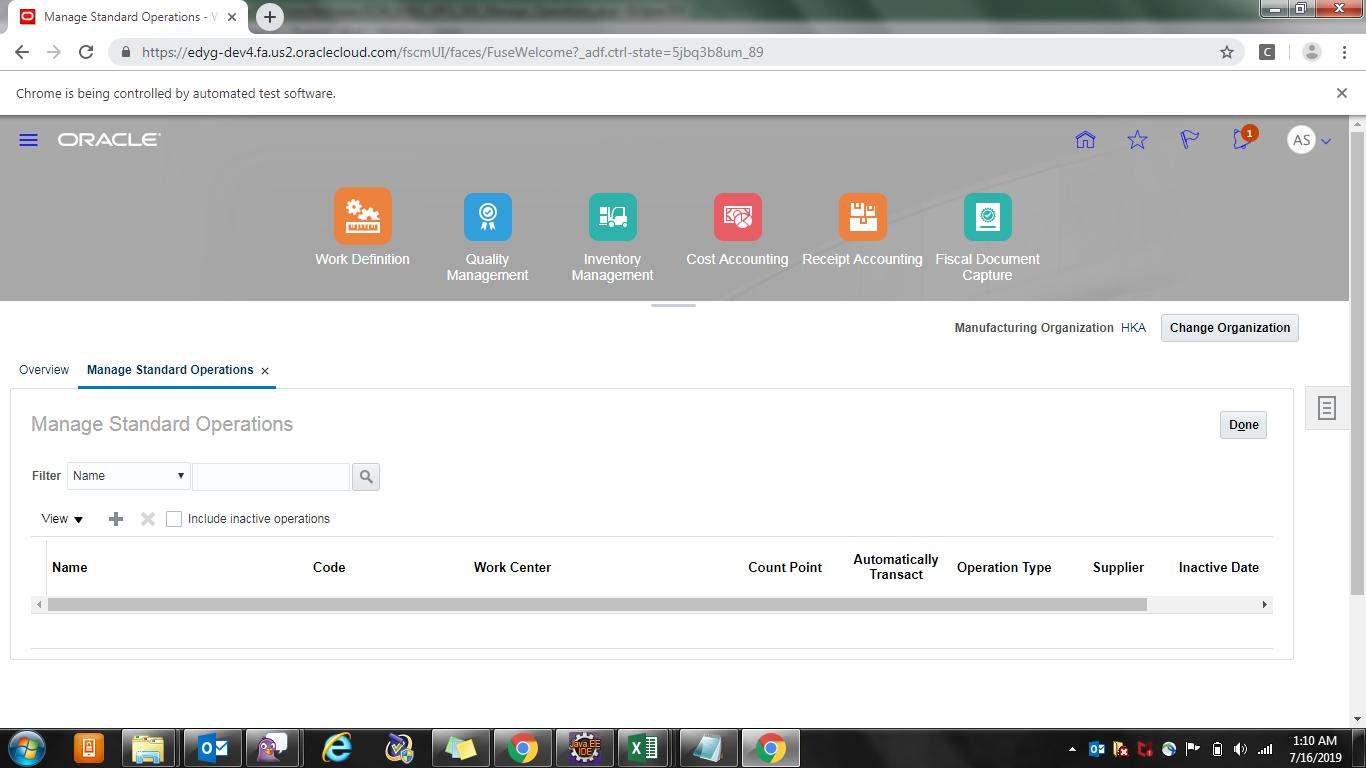 Manage Standard Operations - W
https://edyg-dev4.fa.us2.oraclecloud.com/fscmUI/faces/FuseWelcome?_adf.ctrl-state=5jbq3b8um_89
C
Chrome is being controlled by automated test software.
ORACLE
1
AS
Work Definition
Quality
Management
Inventory
Management
Cost Accounting
Receipt Accounting
Fiscal Document
Capture
Manufacturing Organization HKA
Change Organization
Overview
Manage Standard Operations
Manage Standard Operations
Done
Filter
Name
View
Include inactive operations
Name
Code
Work Center
Count Point
Automatically
Transact
Operation Type
Supplier
Inactive Date
Java EE
IDE
1:10 AM
7/16/2019